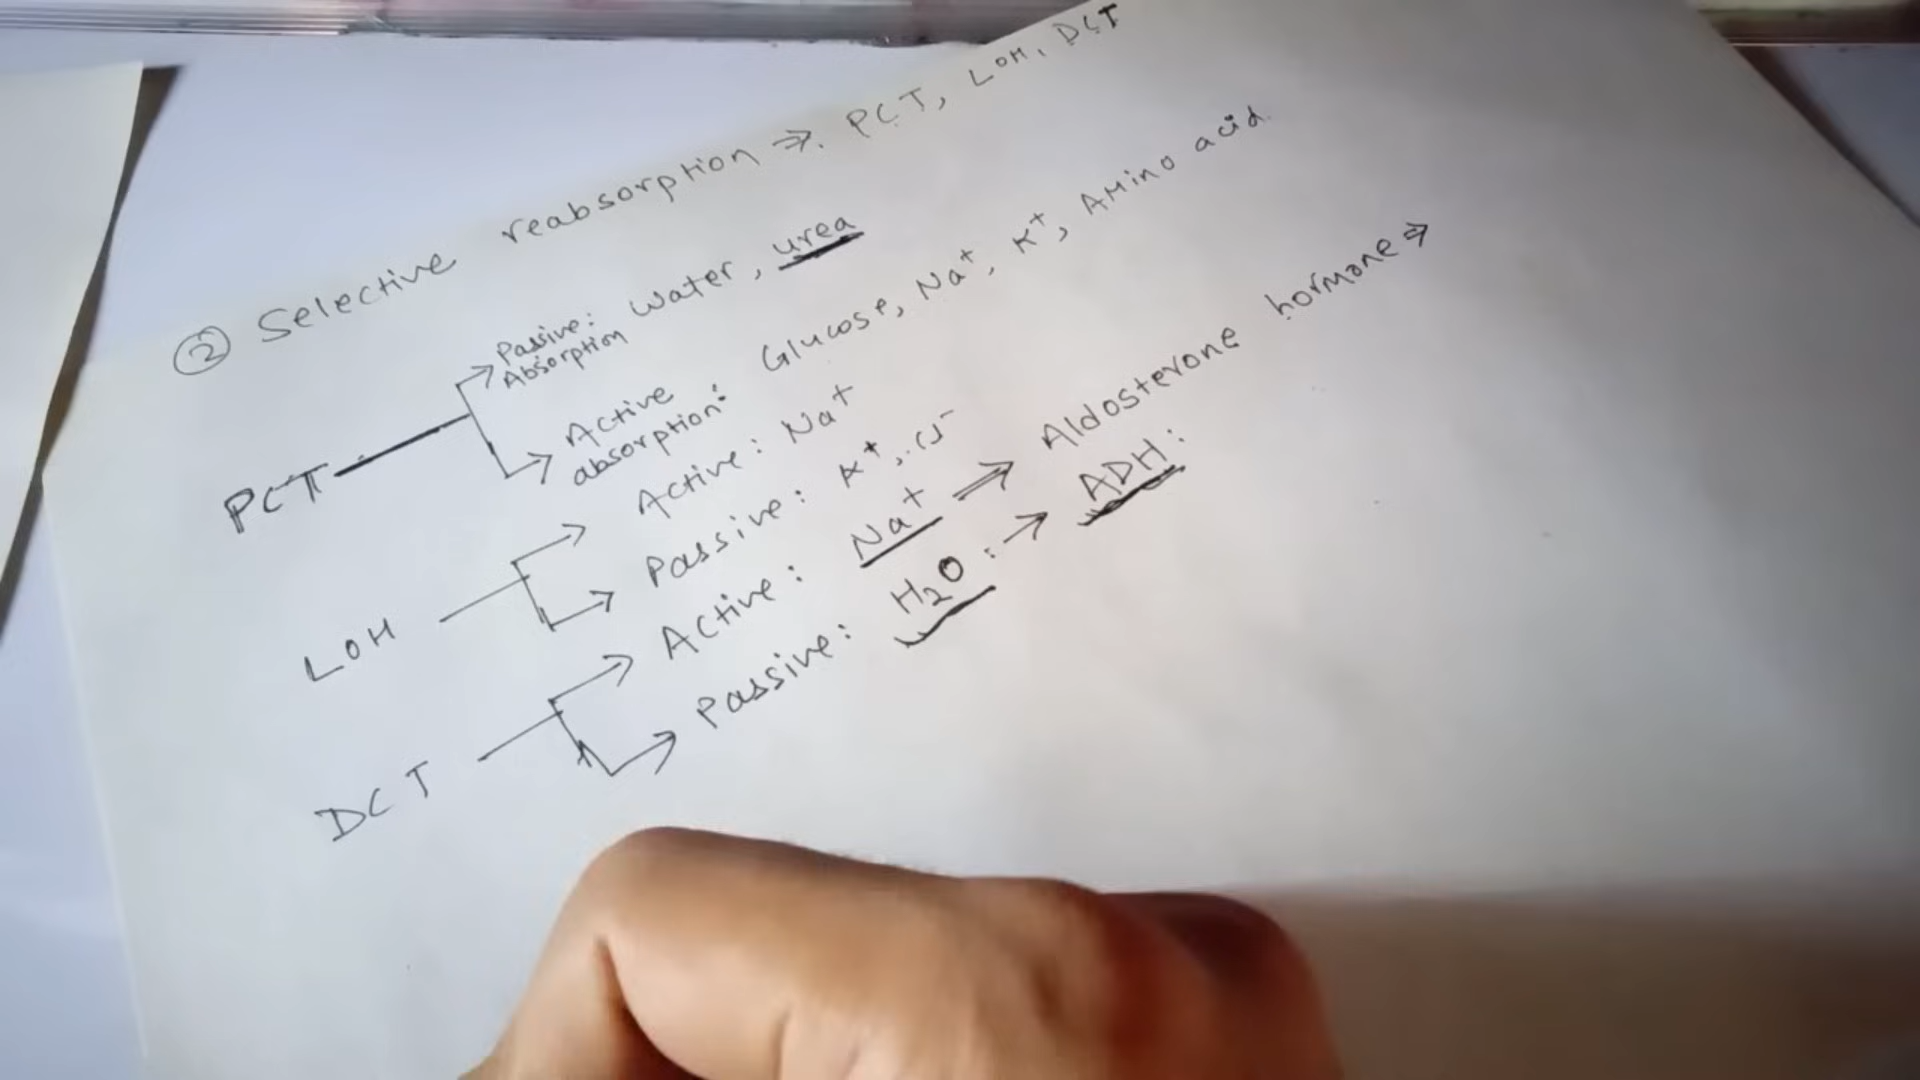 ② Selective reabsorption ⇒ PCT, LOH, DCT
PCT
Passive: Absorption Water, urea
Active absorption: Glucose, Na+, K+, Amino acid
LOH
Active: Na+
Passive: K+, Cl-
DCT
Active: Na+ ⇒ Aldosterone hormone ⇒
Passive: H2O: → ADH: